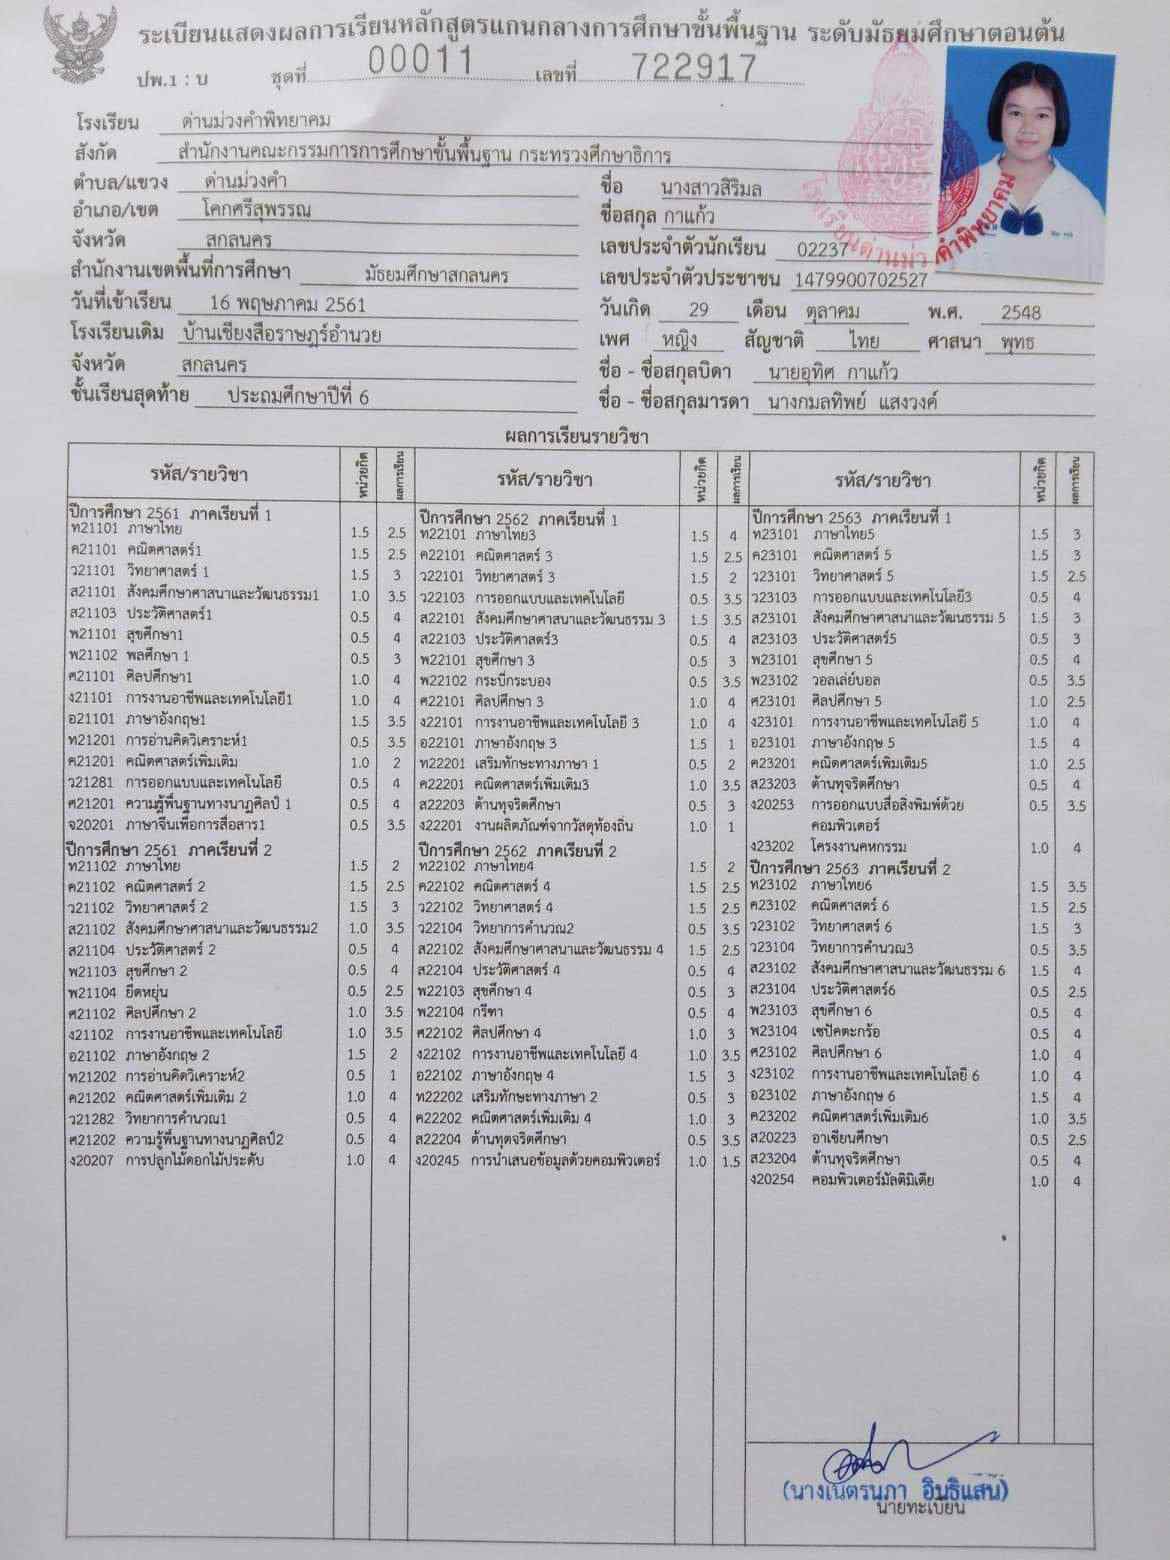 ระเบียนแสดงผลการเรียนหลักสูตรแกนกลางการศึกษาขั้นพื้นฐาน ระดับมัธยมศึกษาตอนต้น
ปพ.1 : บ ชุดที่ 00011 เลขที่ 722917
โรงเรียน ด่านม่วงคำพิทยาคม
สังกัด สำนักงานคณะกรรมการการศึกษาขั้นพื้นฐาน กระทรวงศึกษาธิการ
ตำบล/แขวง ด่านม่วงคำ
อำเภอ/เขต โคกศรีสุพรรณ
จังหวัด สกลนคร
สำนักงานเขตพื้นที่การศึกษา มัธยมศึกษาสกลนคร
วันที่เข้าเรียน 16 พฤษภาคม 2561
โรงเรียนเดิม บ้านเชียงสือราษฎร์อำนวย
จังหวัด สกลนคร
ชั้นเรียนสุดท้าย ประถมศึกษาปีที่ 6
ชื่อ นางสาวสิริมล
ชื่อสกุล กาแก้ว
เลขประจำตัวนักเรียน 02237
เลขประจำตัวประชาชน 1479900702527
วันเกิด 29 เดือน ตุลาคม พ.ศ. 2548
เพศ หญิง สัญชาติ ไทย ศาสนา พุทธ
ชื่อ - ชื่อสกุลบิดา นายอุทิศ กาแก้ว
ชื่อ - ชื่อสกุลมารดา นางกมลทิพย์ แสงวงค์
โรงเรียนด่านม่วงคำพิทยาคม
ผลการเรียนรายวิชา
รหัส/รายวิชา หน่วยกิต ผลการเรียน
ปีการศึกษา 2561 ภาคเรียนที่ 1
ท21101 ภาษาไทย 1.5 2.5
ค21101 คณิตศาสตร์1 1.5 2.5
ว21101 วิทยาศาสตร์ 1 1.5 3
ส21101 สังคมศึกษาศาสนาและวัฒนธรรม1 1.0 3.5
ส21103 ประวัติศาสตร์1 0.5 4
พ21101 สุขศึกษา1 0.5 4
พ21102 พลศึกษา 1 0.5 3
ศ21101 ศิลปศึกษา1 1.0 4
ง21101 การงานอาชีพและเทคโนโลยี1 1.0 4
อ21101 ภาษาอังกฤษ1 1.5 3.5
ท21201 การอ่านคิดวิเคราะห์1 0.5 3.5
ค21201 คณิตศาสตร์เพิ่มเติม 1.0 2
ว21281 การออกแบบและเทคโนโลยี 0.5 4
ศ21201 ความรู้พื้นฐานทางนาฏศิลป์ 1 0.5 4
จ20201 ภาษาจีนเพื่อการสื่อสาร1 0.5 3.5
ปีการศึกษา 2561 ภาคเรียนที่ 2
ท21102 ภาษาไทย 1.5 2
ค21102 คณิตศาสตร์ 2 1.5 2.5
ว21102 วิทยาศาสตร์ 2 1.5 3
ส21102 สังคมศึกษาศาสนาและวัฒนธรรม2 1.0 3.5
ส21104 ประวัติศาสตร์ 2 0.5 4
พ21103 สุขศึกษา 2 0.5 4
พ21104 ยืดหยุ่น 0.5 2.5
ศ21102 ศิลปศึกษา 2 1.0 3.5
ง21102 การงานอาชีพและเทคโนโลยี 1.0 3.5
อ21102 ภาษาอังกฤษ 2 1.5 2
ท21202 การอ่านคิดวิเคราะห์2 0.5 1
ค21202 คณิตศาสตร์เพิ่มเติม 2 1.0 4
ว21282 วิทยาการคำนวณ1 0.5 4
ศ21202 ความรู้พื้นฐานทางนาฏศิลป์2 0.5 4
ง20207 การปลูกไม้ดอกไม้ประดับ 1.0 4
รหัส/รายวิชา หน่วยกิต ผลการเรียน
ปีการศึกษา 2562 ภาคเรียนที่ 1
ท22101 ภาษาไทย3 1.5 4
ค22101 คณิตศาสตร์ 3 1.5 2.5
ว22101 วิทยาศาสตร์ 3 1.5 2
ว22103 การออกแบบและเทคโนโลยี 0.5 3.5
ส22101 สังคมศึกษาศาสนาและวัฒนธรรม 3 1.5 3.5
ส22103 ประวัติศาสตร์3 0.5 4
พ22101 สุขศึกษา 3 0.5 3
พ22102 กระบี่กระบอง 0.5 3.5
ศ22101 ศิลปศึกษา 3 1.0 4
ง22101 การงานอาชีพและเทคโนโลยี 3 1.0 4
อ22101 ภาษาอังกฤษ 3 1.5 1
ท22201 เสริมทักษะทางภาษา 1 0.5 2
ค22201 คณิตศาสตร์เพิ่มเติม3 1.0 3.5
ส22203 ต้านทุจริตศึกษา 0.5 3
ง22201 งานผลิตภัณฑ์จากวัสดุท้องถิ่น 1.0 1
ปีการศึกษา 2562 ภาคเรียนที่ 2
ท22102 ภาษาไทย4 1.5 2
ค22102 คณิตศาสตร์ 4 1.5 2.5
ว22102 วิทยาศาสตร์ 4 1.5 2.5
ว22104 วิทยาการคำนวณ2 0.5 3.5
ส22102 สังคมศึกษาศาสนาและวัฒนธรรม 4 1.5 2.5
ส22104 ประวัติศาสตร์ 4 0.5 4
พ22103 สุขศึกษา 4 0.5 3
พ22104 กรีฑา 0.5 4
ศ22102 ศิลปศึกษา 4 1.0 3
ง22102 การงานอาชีพและเทคโนโลยี 4 1.0 3.5
อ22102 ภาษาอังกฤษ 4 1.5 3
ท22202 เสริมทักษะทางภาษา 2 0.5 3
ค22202 คณิตศาสตร์เพิ่มเติม 4 1.0 3
ส22204 ต้านทุตจริตศึกษา 0.5 3.5
ง20245 การนำเสนอข้อมูลด้วยคอมพิวเตอร์ 1.0 1.5
รหัส/รายวิชา หน่วยกิต ผลการเรียน
ปีการศึกษา 2563 ภาคเรียนที่ 1
ท23101 ภาษาไทย5 1.5 3
ค23101 คณิตศาสตร์ 5 1.5 3
ว23101 วิทยาศาสตร์ 5 1.5 2.5
ว23103 การออกแบบและเทคโนโลยี3 0.5 4
ส23101 สังคมศึกษาศาสนาและวัฒนธรรม 5 1.5 3
ส23103 ประวัติศาสตร์5 0.5 3
พ23101 สุขศึกษา 5 0.5 4
พ23102 วอลเล่ย์บอล 0.5 3.5
ศ23101 ศิลปศึกษา 5 1.0 2.5
ง23101 การงานอาชีพและเทคโนโลยี 5 1.0 4
อ23101 ภาษาอังกฤษ 5 1.5 4
ค23201 คณิตศาสตร์เพิ่มเติม5 1.0 2.5
ส23203 ต้านทุจริตศึกษา 0.5 4
ง20253 การออกแบบสื่อสิ่งพิมพ์ด้วย 0.5 3.5
คอมพิวเตอร์
ง23202 โครงงานคหกรรม 1.0 4
ปีการศึกษา 2563 ภาคเรียนที่ 2
ท23102 ภาษาไทย6 1.5 3.5
ค23102 คณิตศาสตร์ 6 1.5 2.5
ว23102 วิทยาศาสตร์ 6 1.5 3
ว23104 วิทยาการคำนวณ3 0.5 3.5
ส23102 สังคมศึกษาศาสนาและวัฒนธรรม 6 1.5 4
ส23104 ประวัติศาสตร์6 0.5 2.5
พ23103 สุขศึกษา 6 0.5 4
พ23104 เซปัคตะกร้อ 0.5 4
ศ23102 ศิลปศึกษา 6 1.0 4
ง23102 การงานอาชีพและเทคโนโลยี 6 1.0 4
อ23102 ภาษาอังกฤษ 6 1.5 4
ค23202 คณิตศาสตร์เพิ่มเติม6 1.0 3.5
ส20223 อาเซียนศึกษา 0.5 2.5
ส23204 ต้านทุจริตศึกษา 0.5 4
ง20254 คอมพิวเตอร์มัลติมิเดีย 1.0 4
(นางเนตรนภา อินธิแสน)
นายทะเบียน